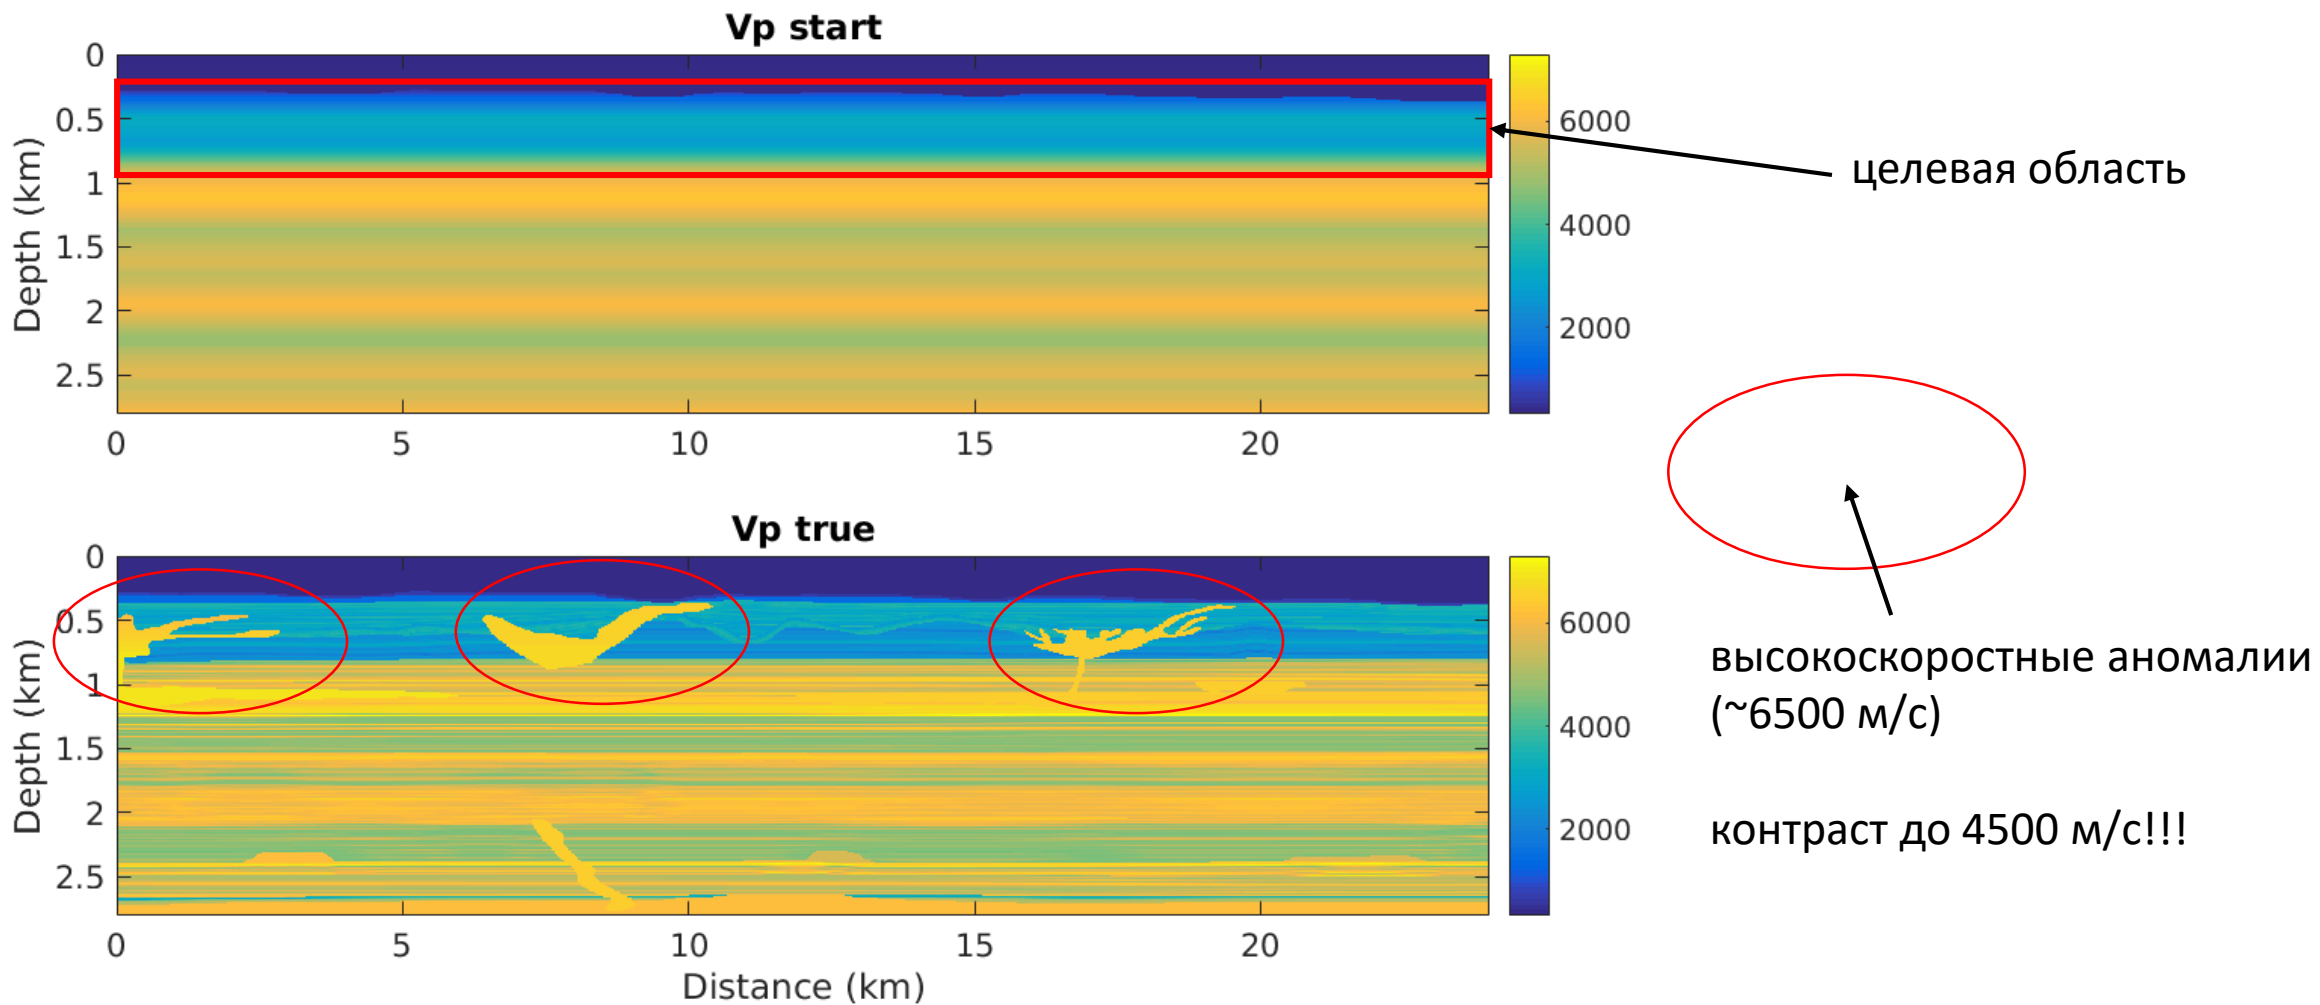 Vp start
0
0.5
1
1.5
2
2.5
Depth (km)
0 5 10 15 20
6000
4000
2000
целевая область
Vp true
0
0.5
1
1.5
2
2.5
Depth (km)
0 5 10 15 20
Distance (km)
6000
4000
2000
высокоскоростные аномалии
(~6500 м/с)
контраст до 4500 м/с!!!